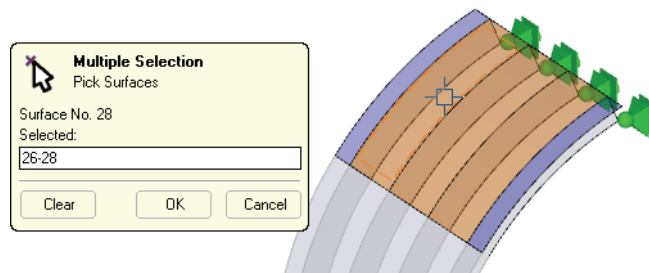 Multiple Selection
Pick Surfaces
Surface No. 28
Selected:
26-28
Clear
OK
Cancel